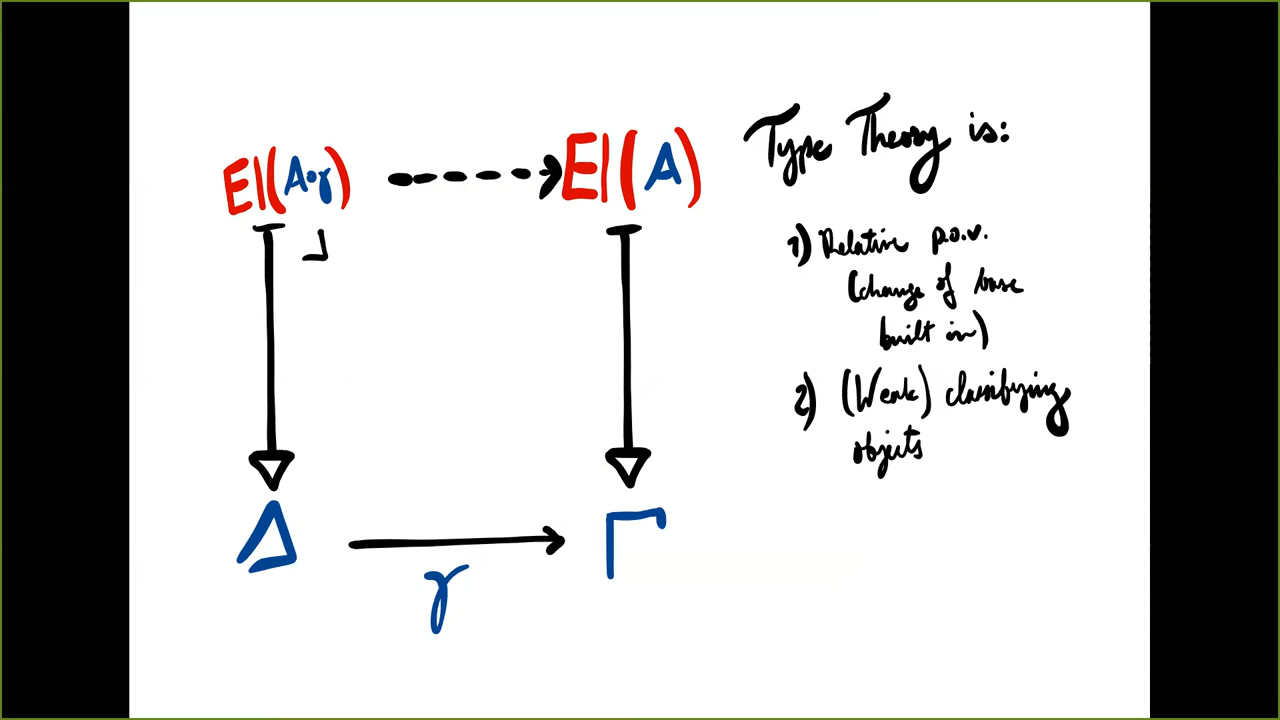 El(A∘γ) El(A)
Δ Γ
γ
Type Theory is:
1) Relative p.o.v.
(change of base
built in)
2) (Weak) classifying
objects